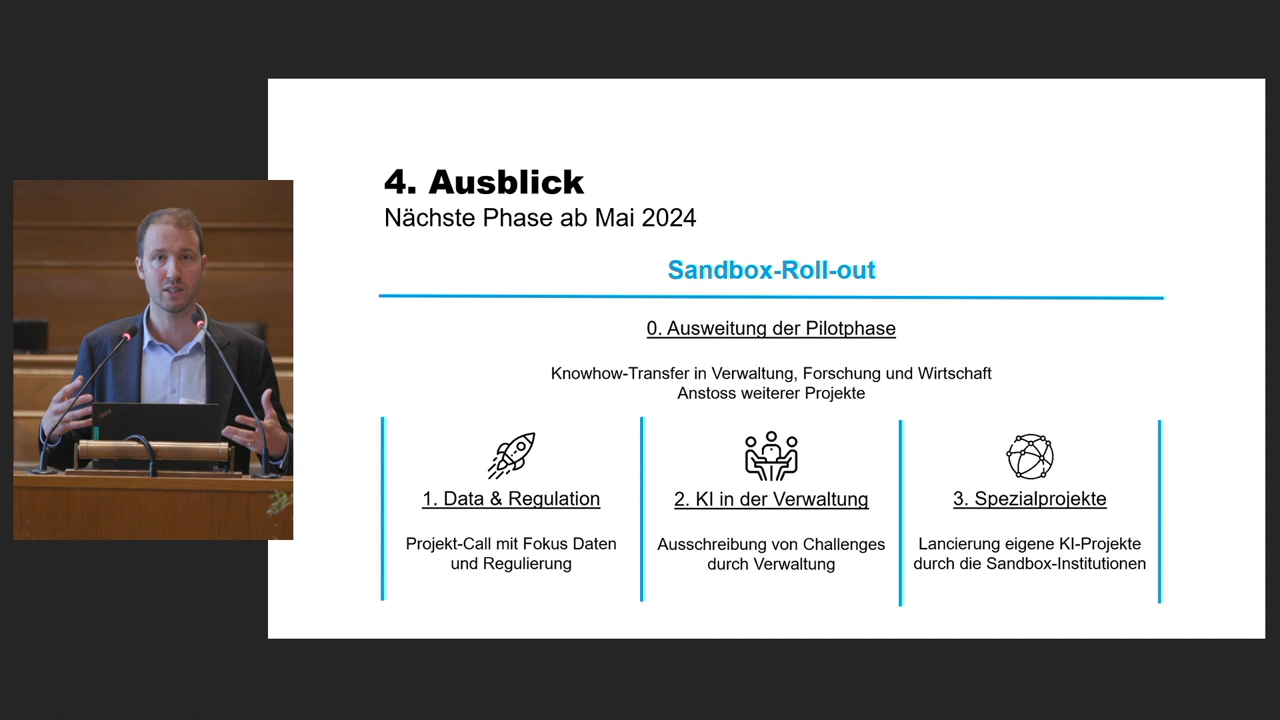 4. Ausblick
Nächste Phase ab Mai 2024
Sandbox-Roll-out
0. Ausweitung der Pilotphase
Knowhow-Transfer in Verwaltung, Forschung und Wirtschaft
Anstoss weiterer Projekte
1. Data & Regulation
Projekt-Call mit Fokus Daten
und Regulierung
2. KI in der Verwaltung
Ausschreibung von Challenges
durch Verwaltung
3. Spezialprojekte
Lancierung eigene KI-Projekte
durch die Sandbox-Institutionen